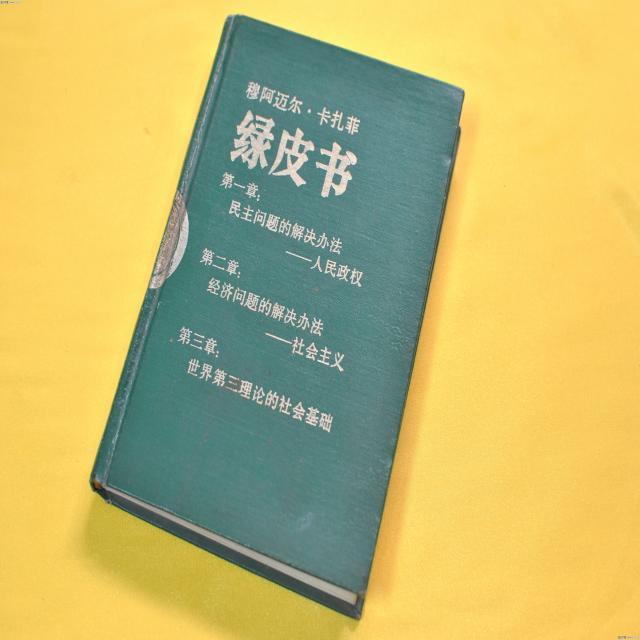 穆阿迈尔·卡扎菲
绿皮书
第一章:
民主问题的解决办法
——人民政权
第二章:
经济问题的解决办法
——社会主义
第三章:
世界第三理论的社会基础